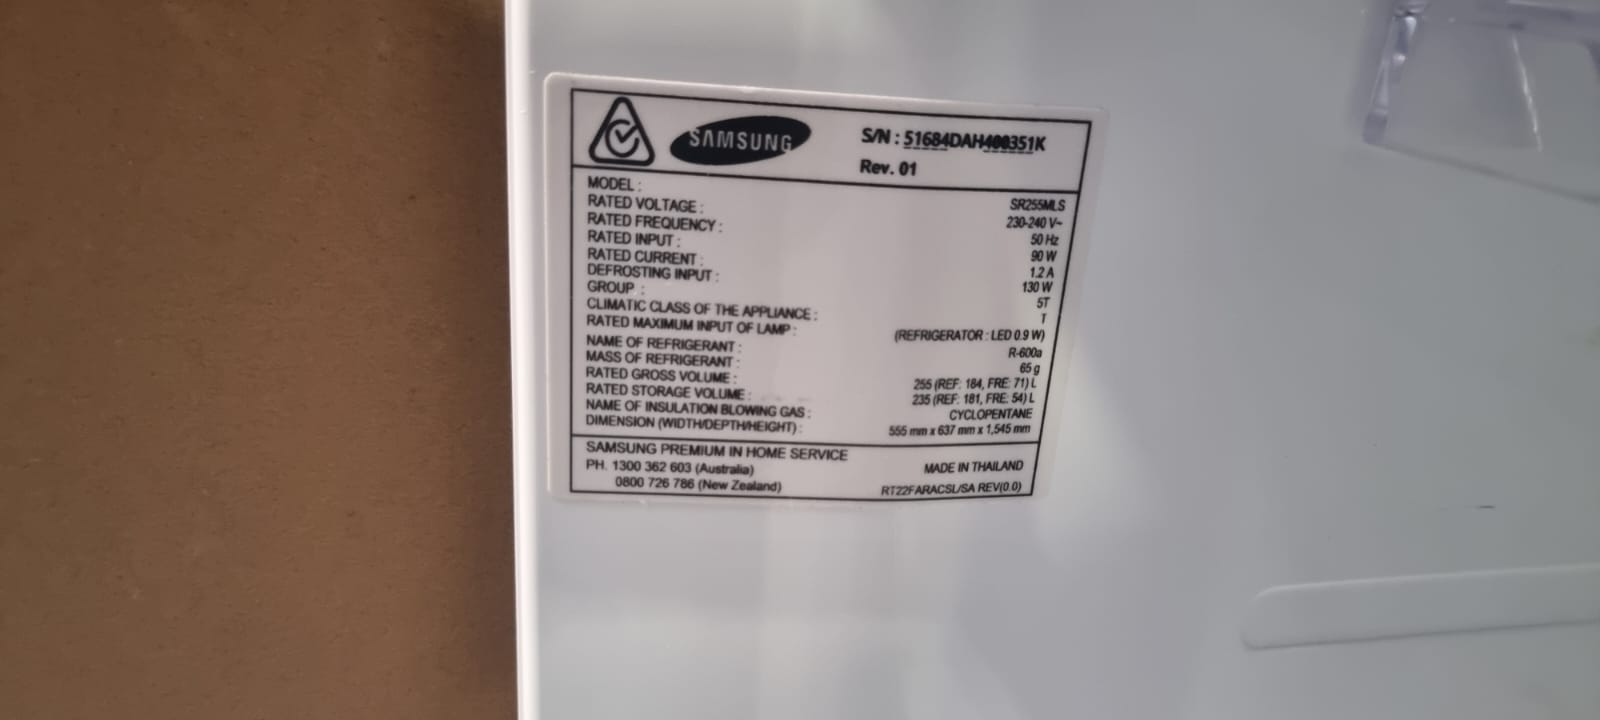 SAMSUNG S/N : 51684DAH400351K
Rev. 01
MODEL : SR255MLS
RATED VOLTAGE : 230-240 V~
RATED FREQUENCY : 50 Hz
RATED INPUT : 90 W
RATED CURRENT : 1.2 A
DEFROSTING INPUT : 130 W
GROUP : 5T
CLIMATIC CLASS OF THE APPLIANCE : T
RATED MAXIMUM INPUT OF LAMP : (REFRIGERATOR : LED 0.9 W)
NAME OF REFRIGERANT : R-600a
MASS OF REFRIGERANT : 65 g
RATED GROSS VOLUME : 255 (REF: 184, FRE: 71) L
RATED STORAGE VOLUME : 235 (REF: 181, FRE: 54) L
NAME OF INSULATION BLOWING GAS : CYCLOPENTANE
DIMENSION (WIDTH/DEPTH/HEIGHT) : 555 mm x 637 mm x 1,545 mm
SAMSUNG PREMIUM IN HOME SERVICE
PH. 1300 362 603 (Australia) MADE IN THAILAND
0800 726 786 (New Zealand) RT22FARACSL/SA REV(0.0)